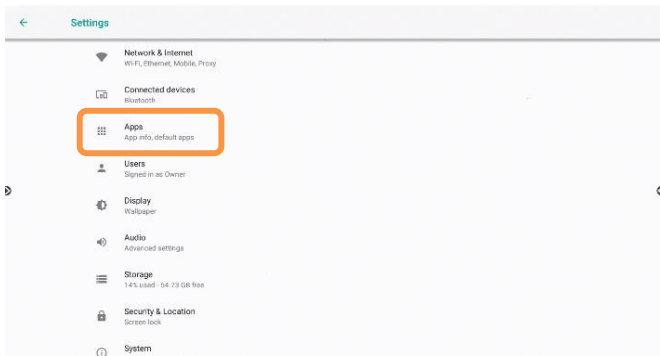 Settings
Network & Internet
Wi-Fi, Ethernet, Mobile, Proxy
Connected devices
Bluetooth
Apps
App info, default apps
Users
Signed in as Owner
Display
Wallpaper
Audio
Advanced settings
Storage
14% used - 54.73 GB free
Security & Location
Screen lock
System